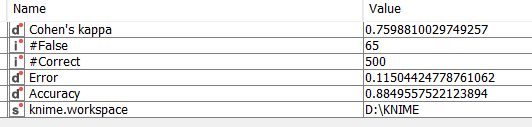 Name Value
d Cohen's kappa 0.7598810029749257
i #False 65
i #Correct 500
d Error 0.11504424778761062
d Accuracy 0.8849557522123894
s knime.workspace D:\KNIME